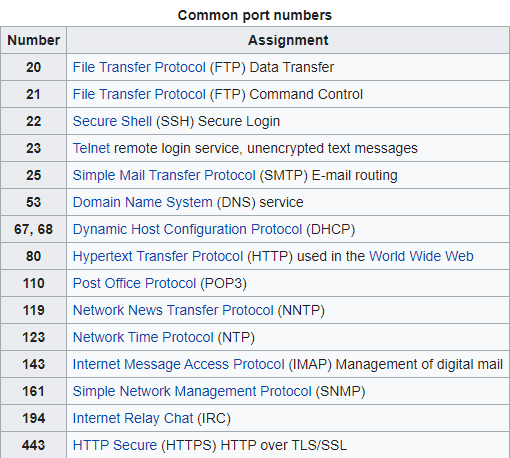 Common port numbers
Number Assignment
20 File Transfer Protocol (FTP) Data Transfer
21 File Transfer Protocol (FTP) Command Control
22 Secure Shell (SSH) Secure Login
23 Telnet remote login service, unencrypted text messages
25 Simple Mail Transfer Protocol (SMTP) E-mail routing
53 Domain Name System (DNS) service
67, 68 Dynamic Host Configuration Protocol (DHCP)
80 Hypertext Transfer Protocol (HTTP) used in the World Wide Web
110 Post Office Protocol (POP3)
119 Network News Transfer Protocol (NNTP)
123 Network Time Protocol (NTP)
143 Internet Message Access Protocol (IMAP) Management of digital mail
161 Simple Network Management Protocol (SNMP)
194 Internet Relay Chat (IRC)
443 HTTP Secure (HTTPS) HTTP over TLS/SSL